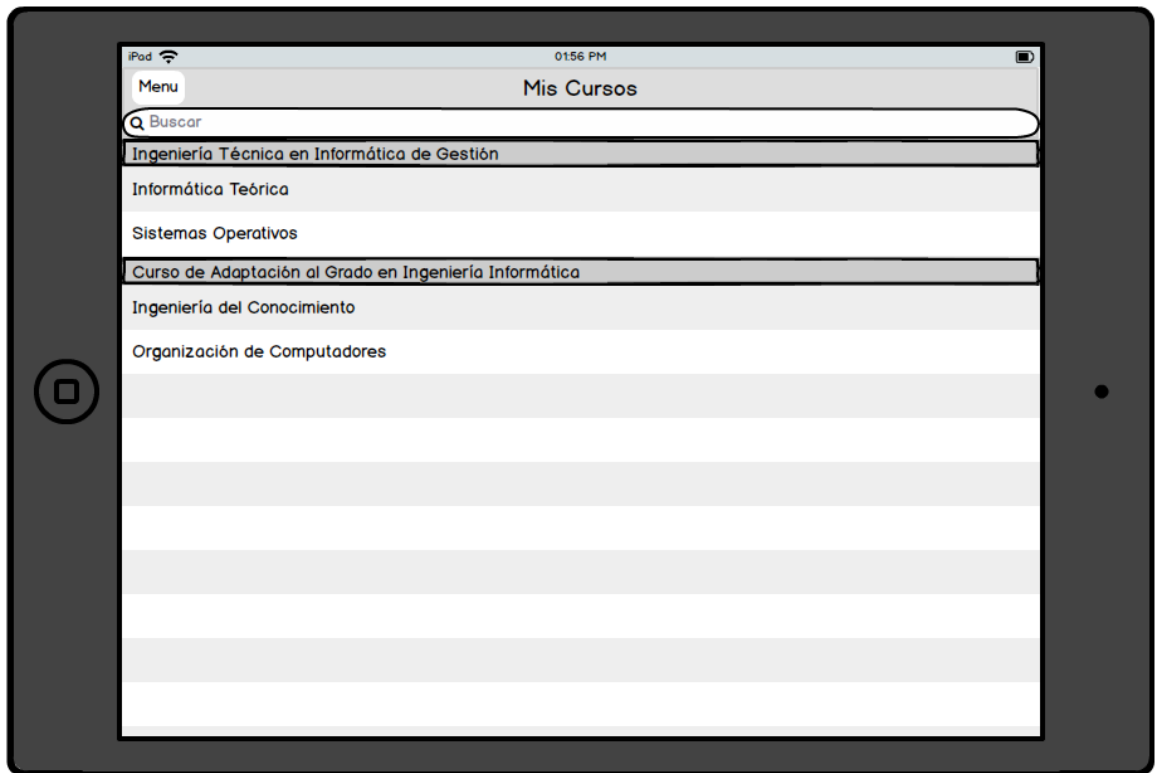 iPad 01:56 PM
Menu Mis Cursos
Buscar
Ingeniería Técnica en Informática de Gestión
Informática Teórica
Sistemas Operativos
Curso de Adaptación al Grado en Ingeniería Informática
Ingeniería del Conocimiento
Organización de Computadores